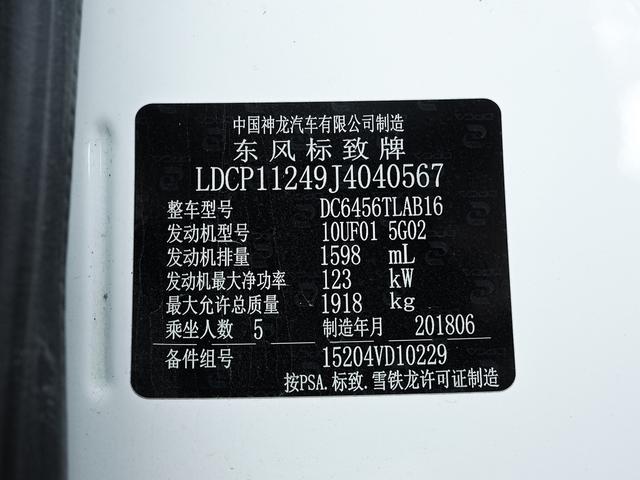 中国神龙汽车有限公司制造
东风标致牌
LDCP11249J4040567
整车型号 DC6456TLAB16
发动机型号 10UF01 5G02
发动机排量 1598 mL
发动机最大净功率 123 kW
最大允许总质量 1918 kg
乘坐人数 5 制造年月 201806
备件组号 15204VD10229
按PSA.标致.雪铁龙许可证制造